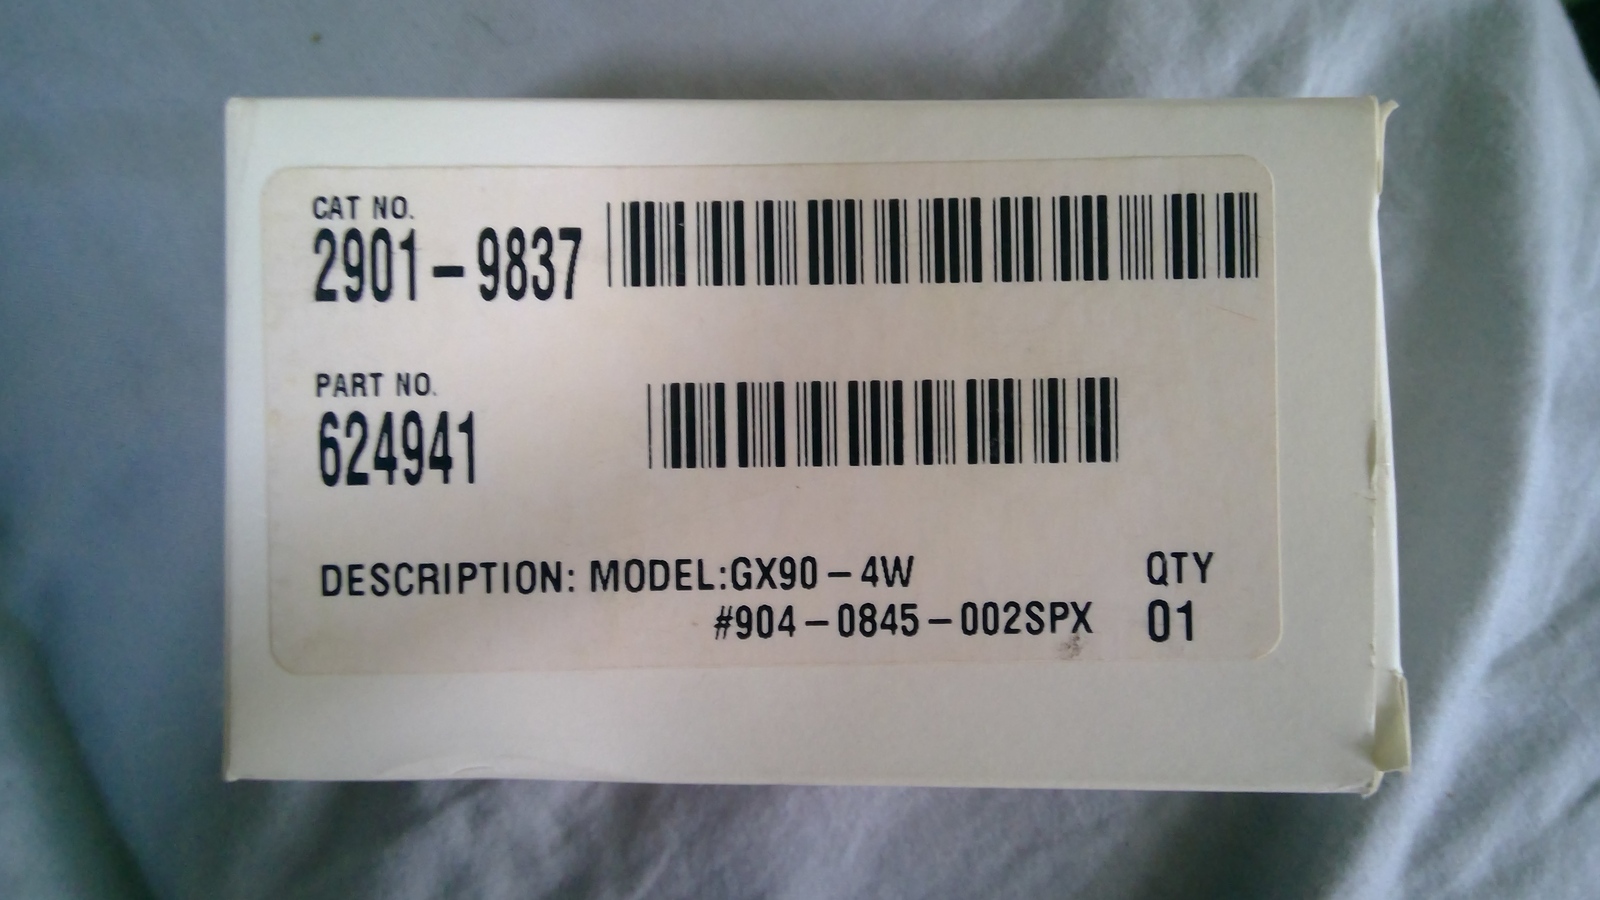 CAT NO.
2901-9837
PART NO.
624941
DESCRIPTION: MODEL:GX90-4W
#904-0845-002SPX
QTY
01